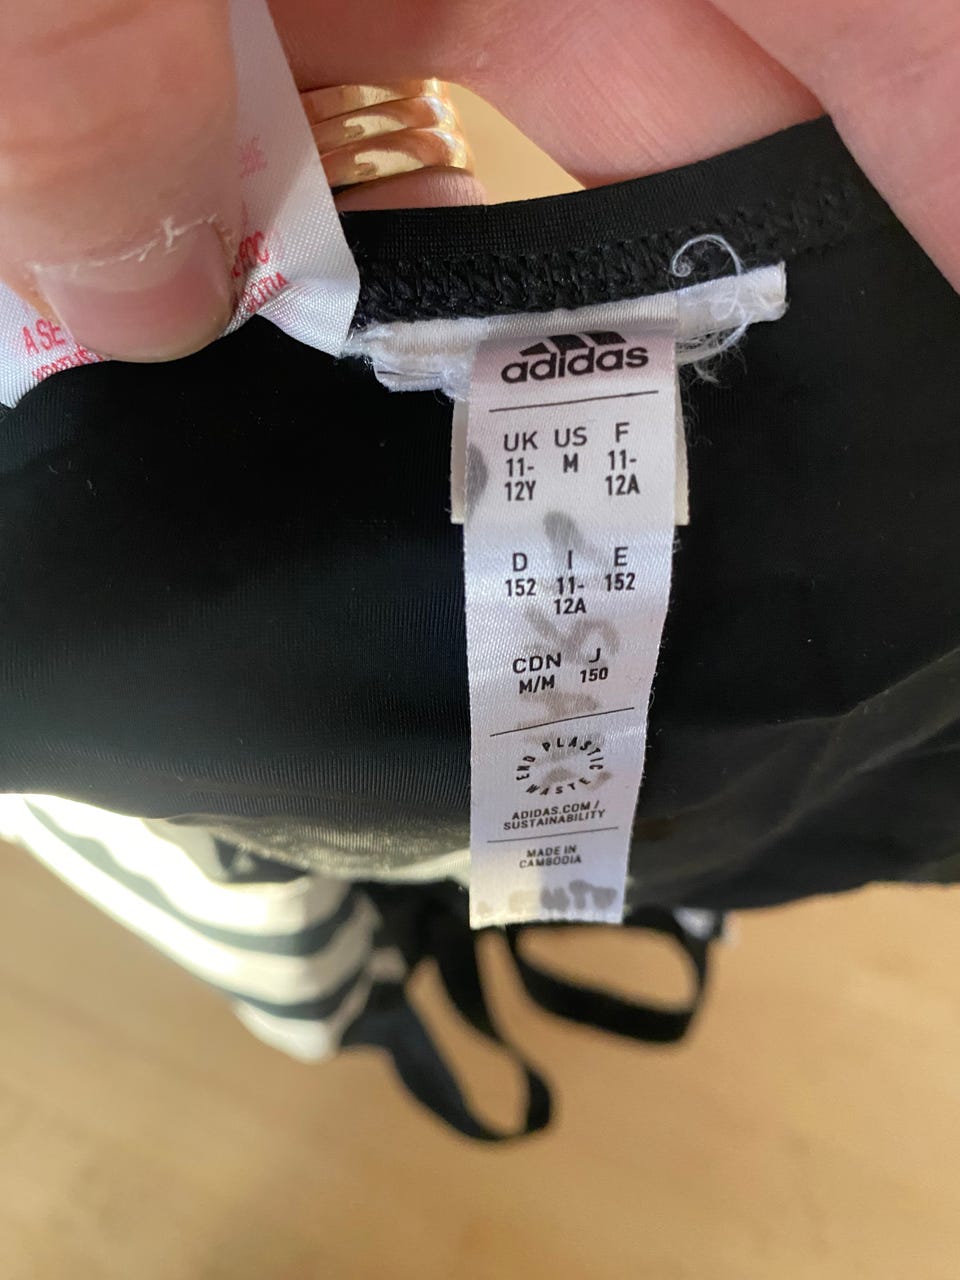 adidas
UK US F
11- M 11-
12Y 12A
D I E
152 11- 152
12A
CDN J
M/M 150
END PLASTIC WASTE
ADIDAS.COM/
SUSTAINABILITY
MADE IN
CAMBODIA